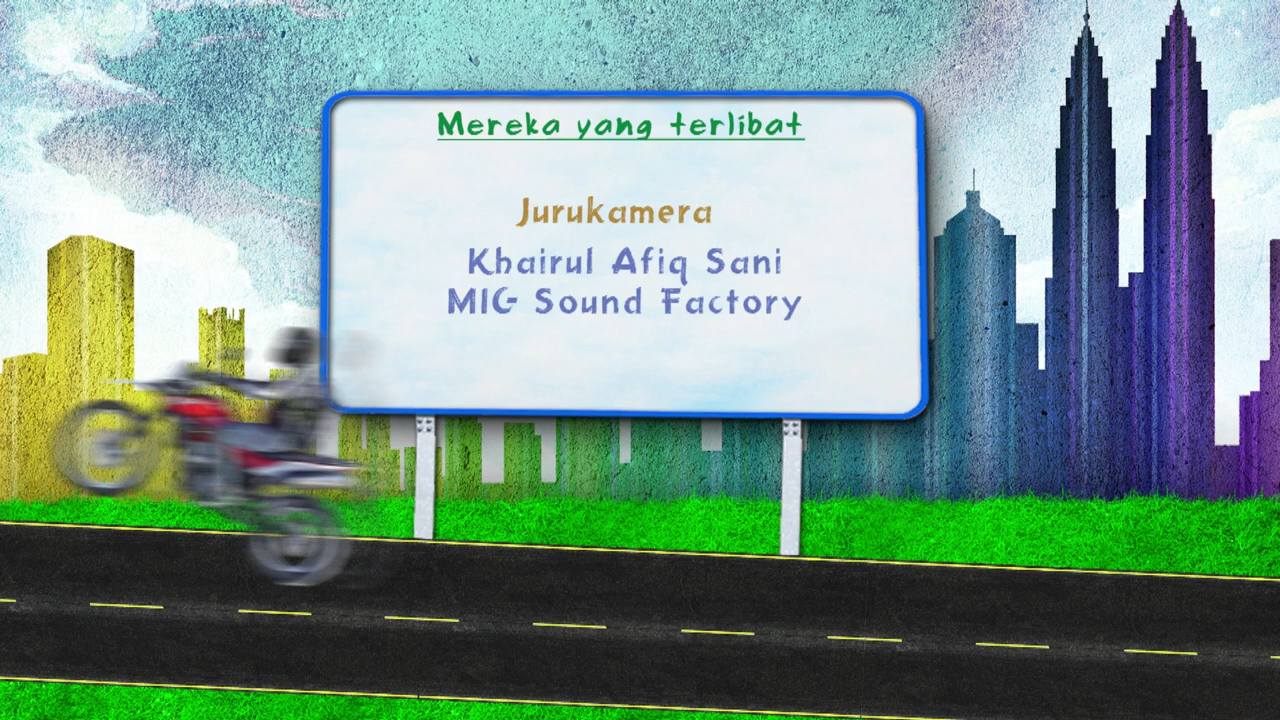 Mereka yang terlibat
Jurukamera
Khairul Afiq Sani
MIG Sound Factory